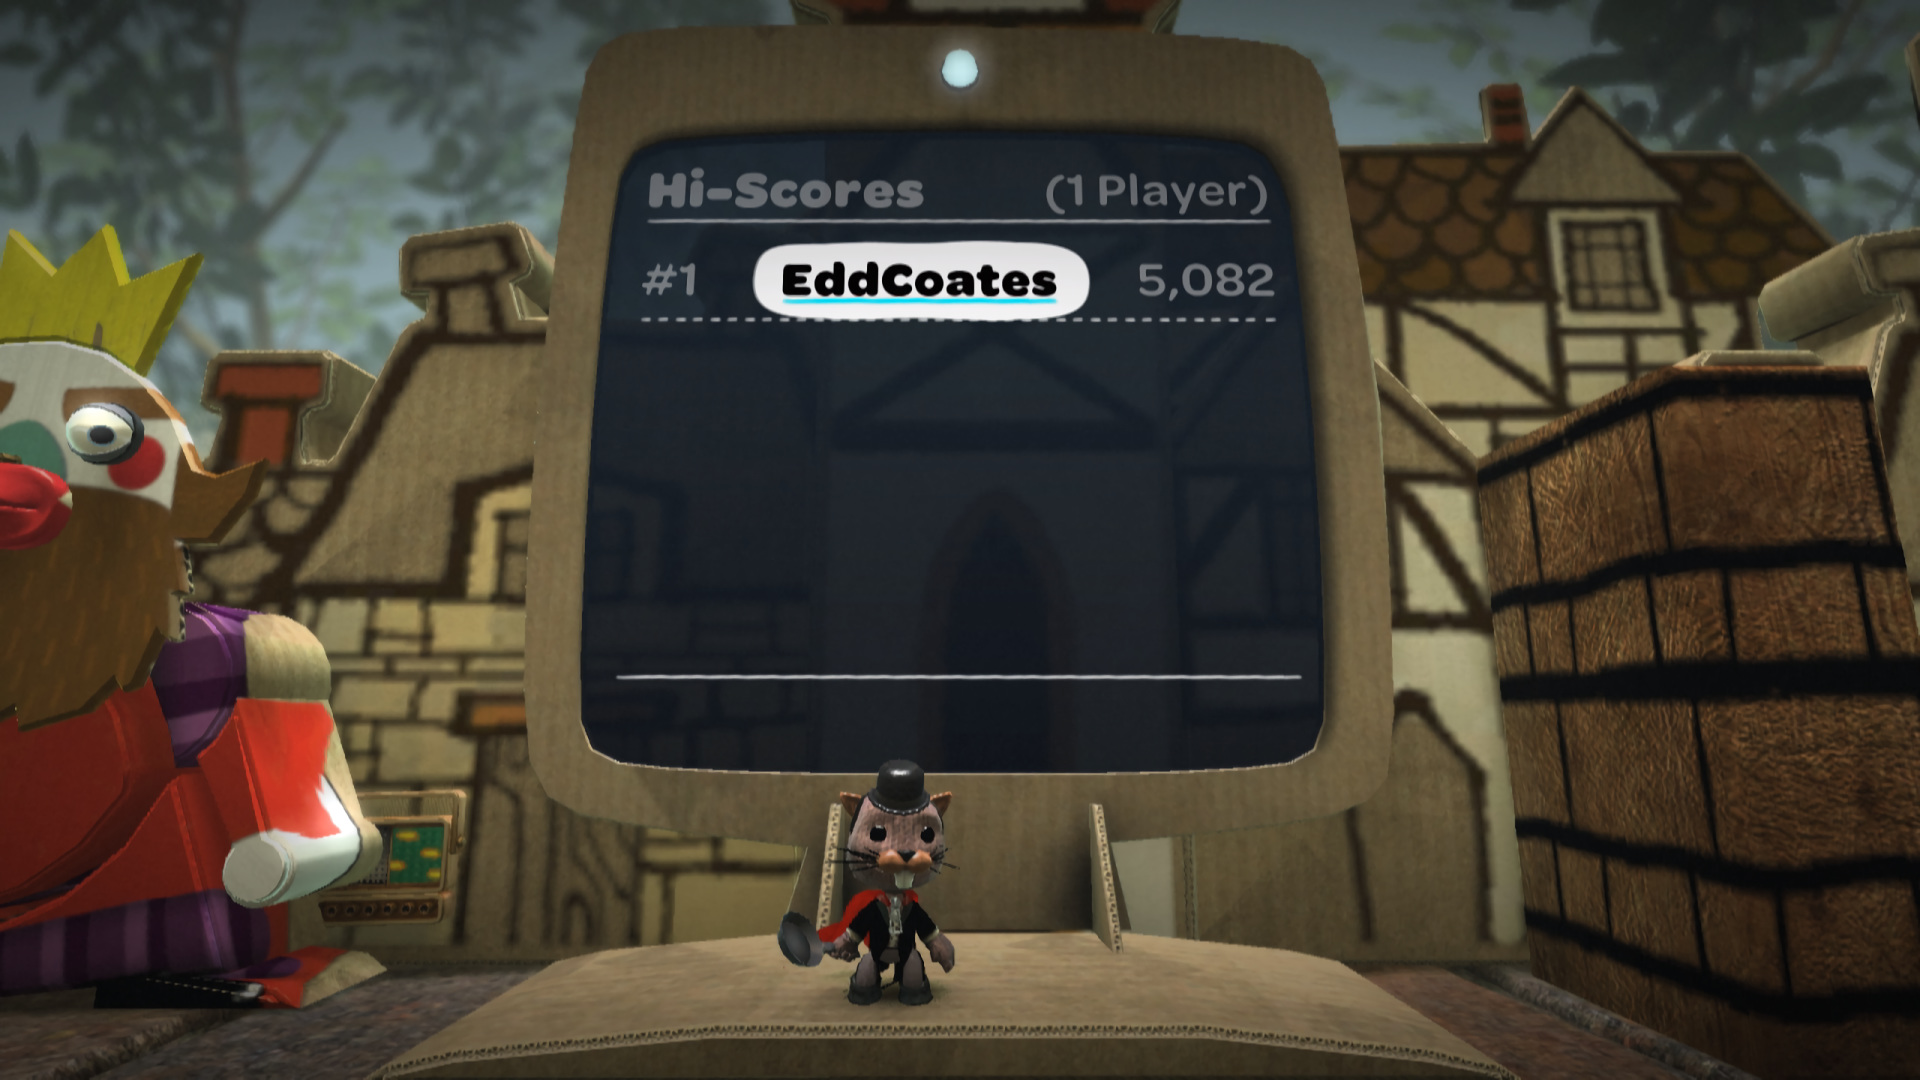 Hi-Scores (1 Player)
#1 EddCoates 5,082